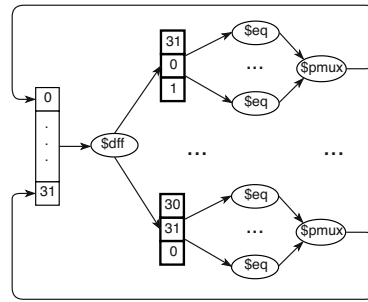 31
$eq
0
...
$pmux
1
$eq
0
.
.
.
$dff
31
...
...
30
$eq
31
...
$pmux
0
$eq